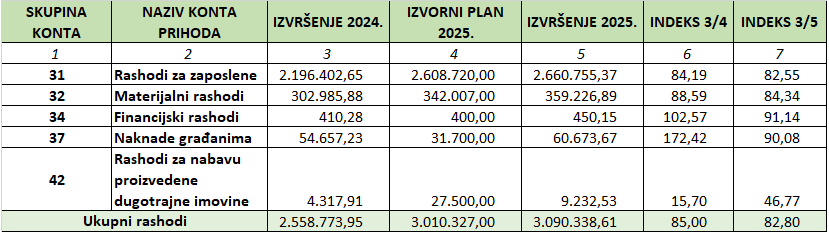 SKUPINA KONTA NAZIV KONTA PRIHODA IZVRŠENJE 2024. IZVORNI PLAN 2025. IZVRŠENJE 2025. INDEKS 3/4 INDEKS 3/5
1 2 3 4 5 6 7
31 Rashodi za zaposlene 2.196.402,65 2.608.720,00 2.660.755,37 84,19 82,55
32 Materijalni rashodi 302.985,88 342.007,00 359.226,89 88,59 84,34
34 Financijski rashodi 410,28 400,00 450,15 102,57 91,14
37 Naknade građanima 54.657,23 31.700,00 60.673,67 172,42 90,08
42 Rashodi za nabavu
proizvedene
dugotrajne imovine 4.317,91 27.500,00 9.232,53 15,70 46,77
Ukupni rashodi 2.558.773,95 3.010.327,00 3.090.338,61 85,00 82,80